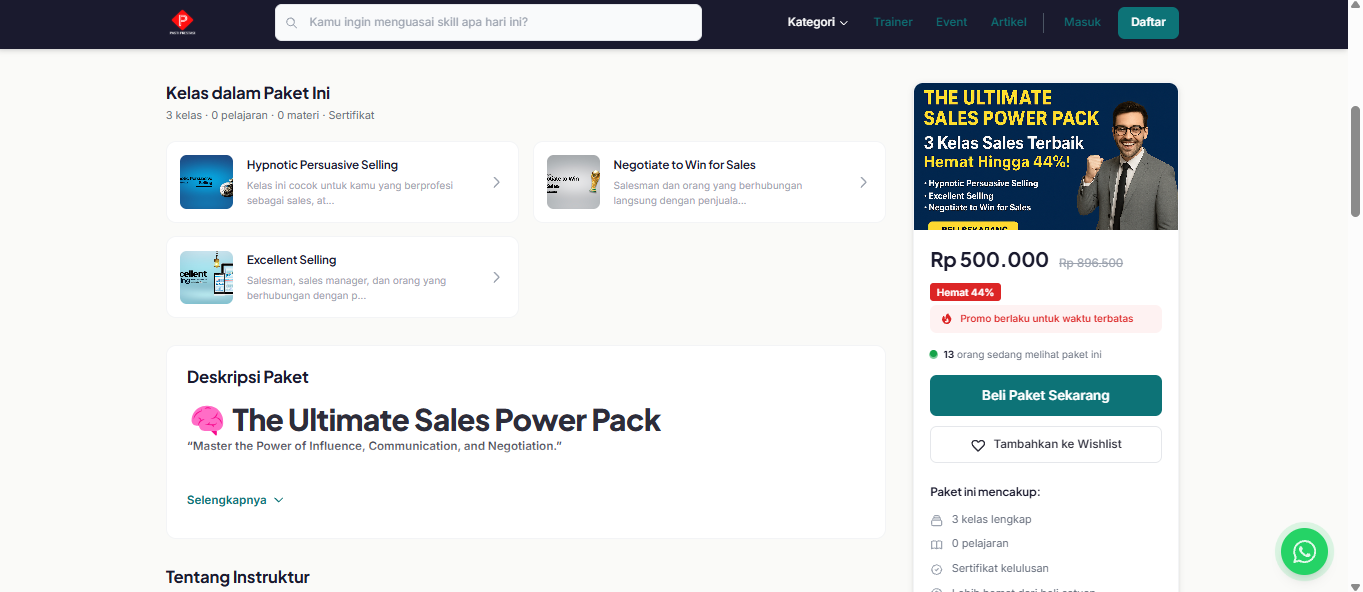 Kamu ingin menguasai skill apa hari ini?
Kategori
Trainer
Event
Artikel
Masuk
Daftar
Kelas dalam Paket Ini
3 kelas · 0 pelajaran · 0 materi · Sertifikat
Hypnotic Persuasive Selling
Kelas ini cocok untuk kamu yang berprofesi
sebagai sales, at...
Negotiate to Win for Sales
Salesman dan orang yang berhubungan
langsung dengan penjuala...
Excellent Selling
Salesman, sales manager, dan orang yang
berhubungan dengan p...
Deskripsi Paket
🧠 The Ultimate Sales Power Pack
“Master the Power of Influence, Communication, and Negotiation.”
Selengkapnya
Tentang Instruktur
THE ULTIMATE
SALES POWER PACK
3 Kelas Sales Terbaik
Hemat Hingga 44%!
• Hypnotic Persuasive Selling
• Excellent Selling
• Negotiate to Win for Sales
BELI SEKARANG
Rp 500.000 Rp 896.500
Hemat 44%
Promo berlaku untuk waktu terbatas
13 orang sedang melihat paket ini
Beli Paket Sekarang
Tambahkan ke Wishlist
Paket ini mencakup:
3 kelas lengkap
0 pelajaran
Sertifikat kelulusan
Lebih hemat dari beli satuan